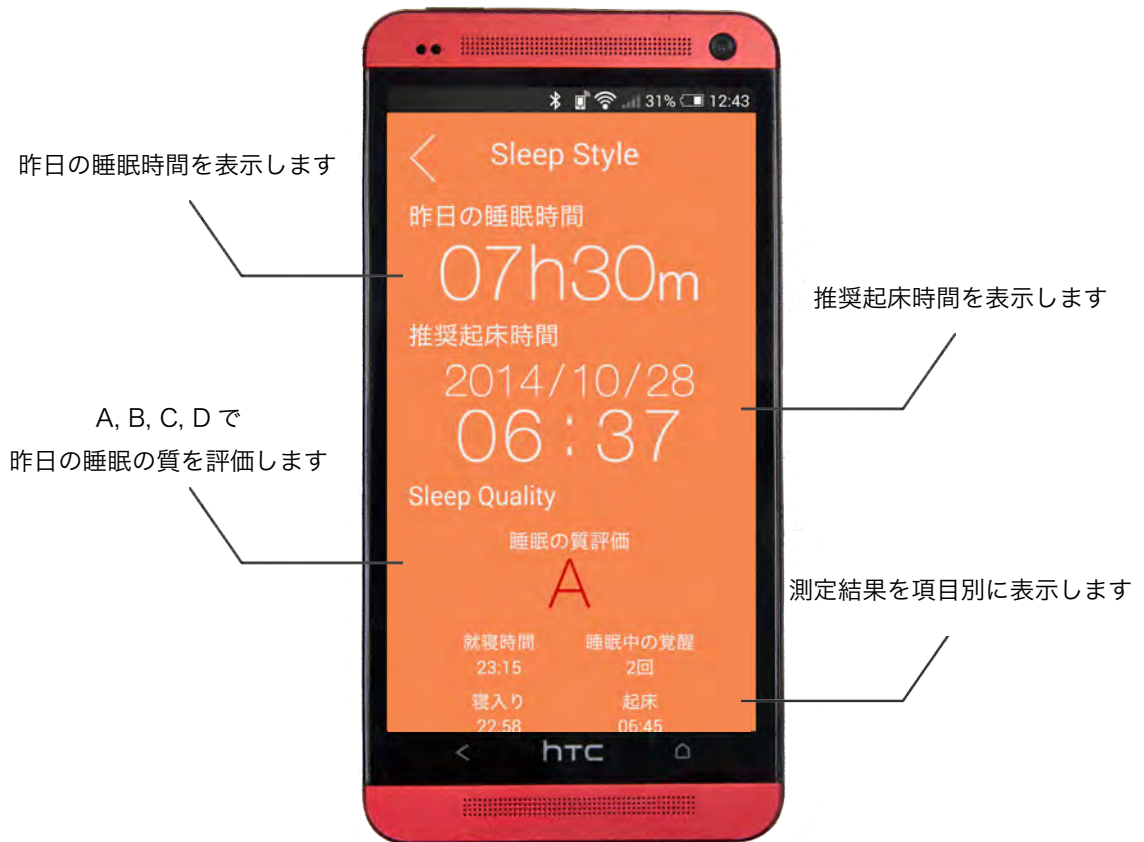 31% 12:43
Sleep Style
昨日の睡眠時間を表示します
昨日の睡眠時間
07h30m
推奨起床時間を表示します
推奨起床時間
2014/10/28
06:37
A, B, C, D で
昨日の睡眠の質を評価します
Sleep Quality
睡眠の質評価
A
測定結果を項目別に表示します
就寝時間 睡眠中の覚醒
23:15 2回
寝入り 起床
22:58 06:45
hTC